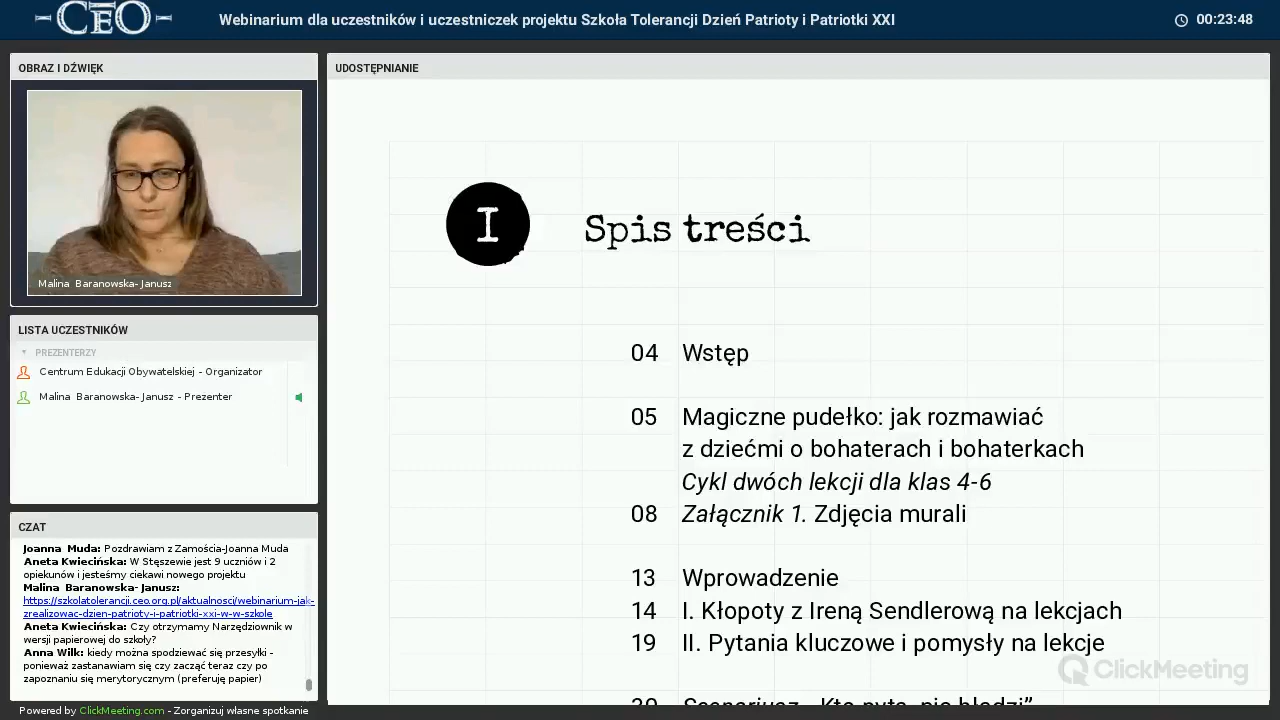 CEO
Webinarium dla uczestników i uczestniczek projektu Szkoła Tolerancji Dzień Patrioty i Patriotki XXI
00:23:48
OBRAZ I DŹWIĘK
Malina Baranowska-Janusz
LISTA UCZESTNIKÓW
PREZENTERZY
Centrum Edukacji Obywatelskiej - Organizator
Malina Baranowska-Janusz - Prezenter
CZAT
Joanna Muda: Pozdrawiam z Zamościa-Joanna Muda
Aneta Kwiecińska: W Stęszewie jest 9 uczniów i 2
opiekunów i jesteśmy ciekawi nowego projektu
Malina Baranowska-Janusz:
https://szkolatolerancji.ceo.org.pl/aktualnosci/webinarium-jak-
zrealizowac-dzien-patrioty-i-patriotki-xxi-w-w-szkole
Aneta Kwiecińska: Czy otrzymamy Narzędziownik w
wersji papierowej do szkoły?
Anna Wilk: kiedy można spodziewać się przesyłki -
ponieważ zastanawiam się czy zacząć teraz czy po
zapoznaniu się merytorycznym (preferuję papier)
Powered by ClickMeeting.com - Zorganizuj własne spotkanie
UDOSTĘPNIANIE
I Spis treści
04 Wstęp
05 Magiczne pudełko: jak rozmawiać
z dziećmi o bohaterach i bohaterkach
Cykl dwóch lekcji dla klas 4-6
08 Załącznik 1. Zdjęcia murali
13 Wprowadzenie
14 I. Kłopoty z Ireną Sendlerową na lekcjach
19 II. Pytania kluczowe i pomysły na lekcje
ClickMeeting